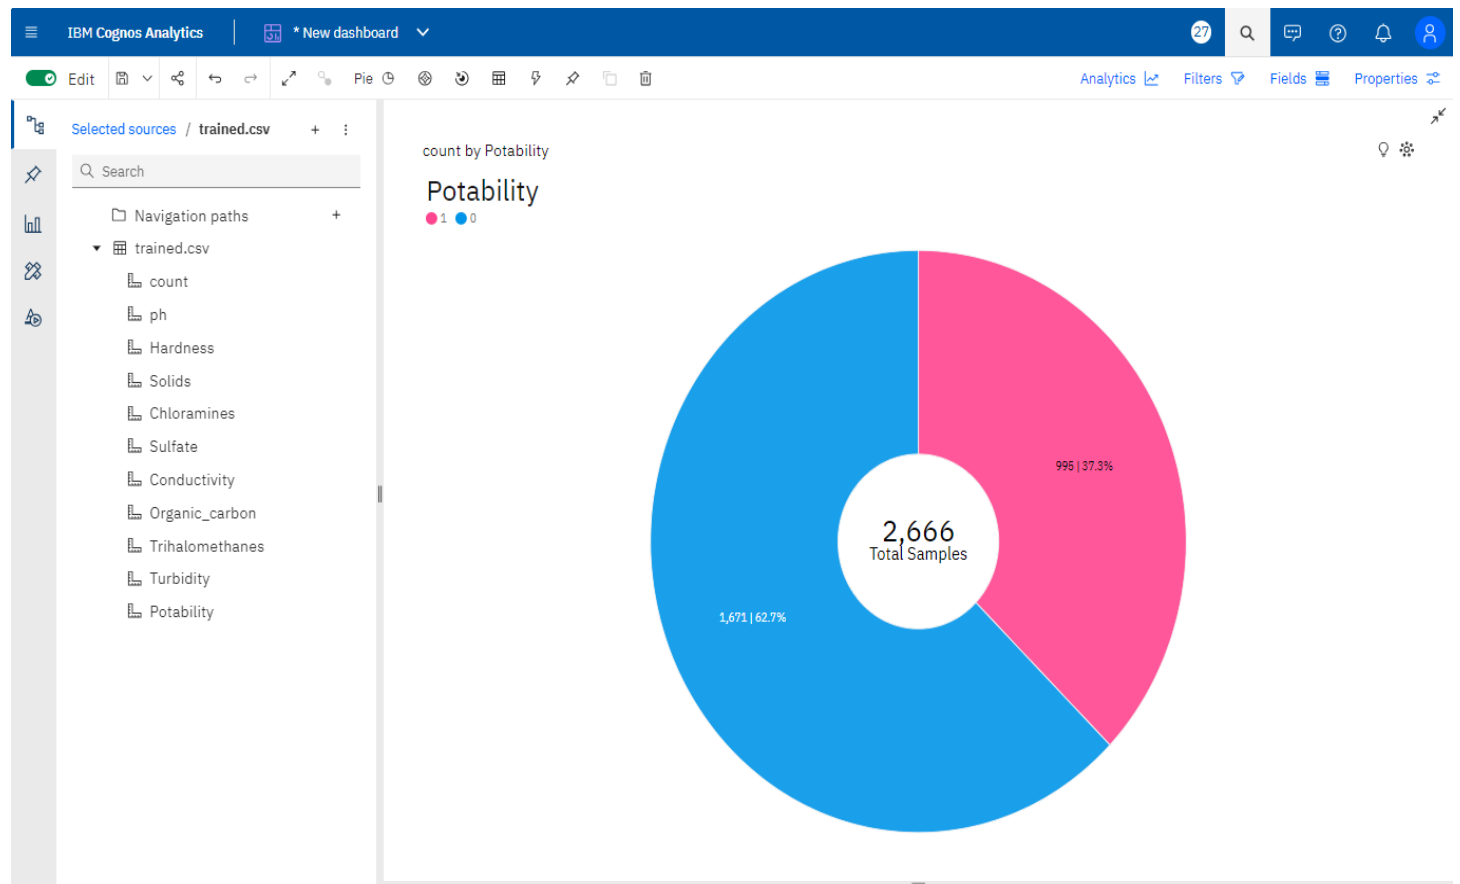 IBM Cognos Analytics
* New dashboard
27
Edit
Pie
Analytics
Filters
Fields
Properties
Selected sources / trained.csv
Search
Navigation paths
trained.csv
count
ph
Hardness
Solids
Chloramines
Sulfate
Conductivity
Organic_carbon
Trihalomethanes
Turbidity
Potability
count by Potability
Potability
1 0
995 | 37.3%
2,666
Total Samples
1,671 | 62.7%